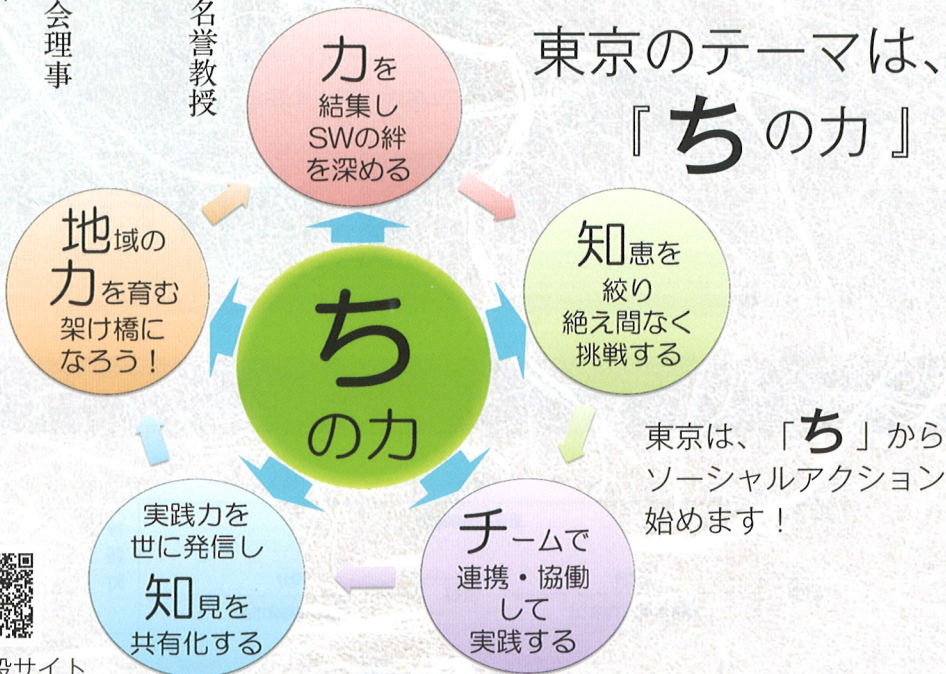 名誉教授
会理事
東京のテーマは、
『ちの力』
力を
結集し
SWの絆
を深める
知恵を
絞り
絶え間なく
挑戦する
チームで
連携・協働
して
実践する
実践力を
世に発信し
知見を
共有化する
地域の
力を育む
架け橋に
なろう！
ち
の力
東京は、「ち」から
ソーシャルアクション
始めます！
設サイト